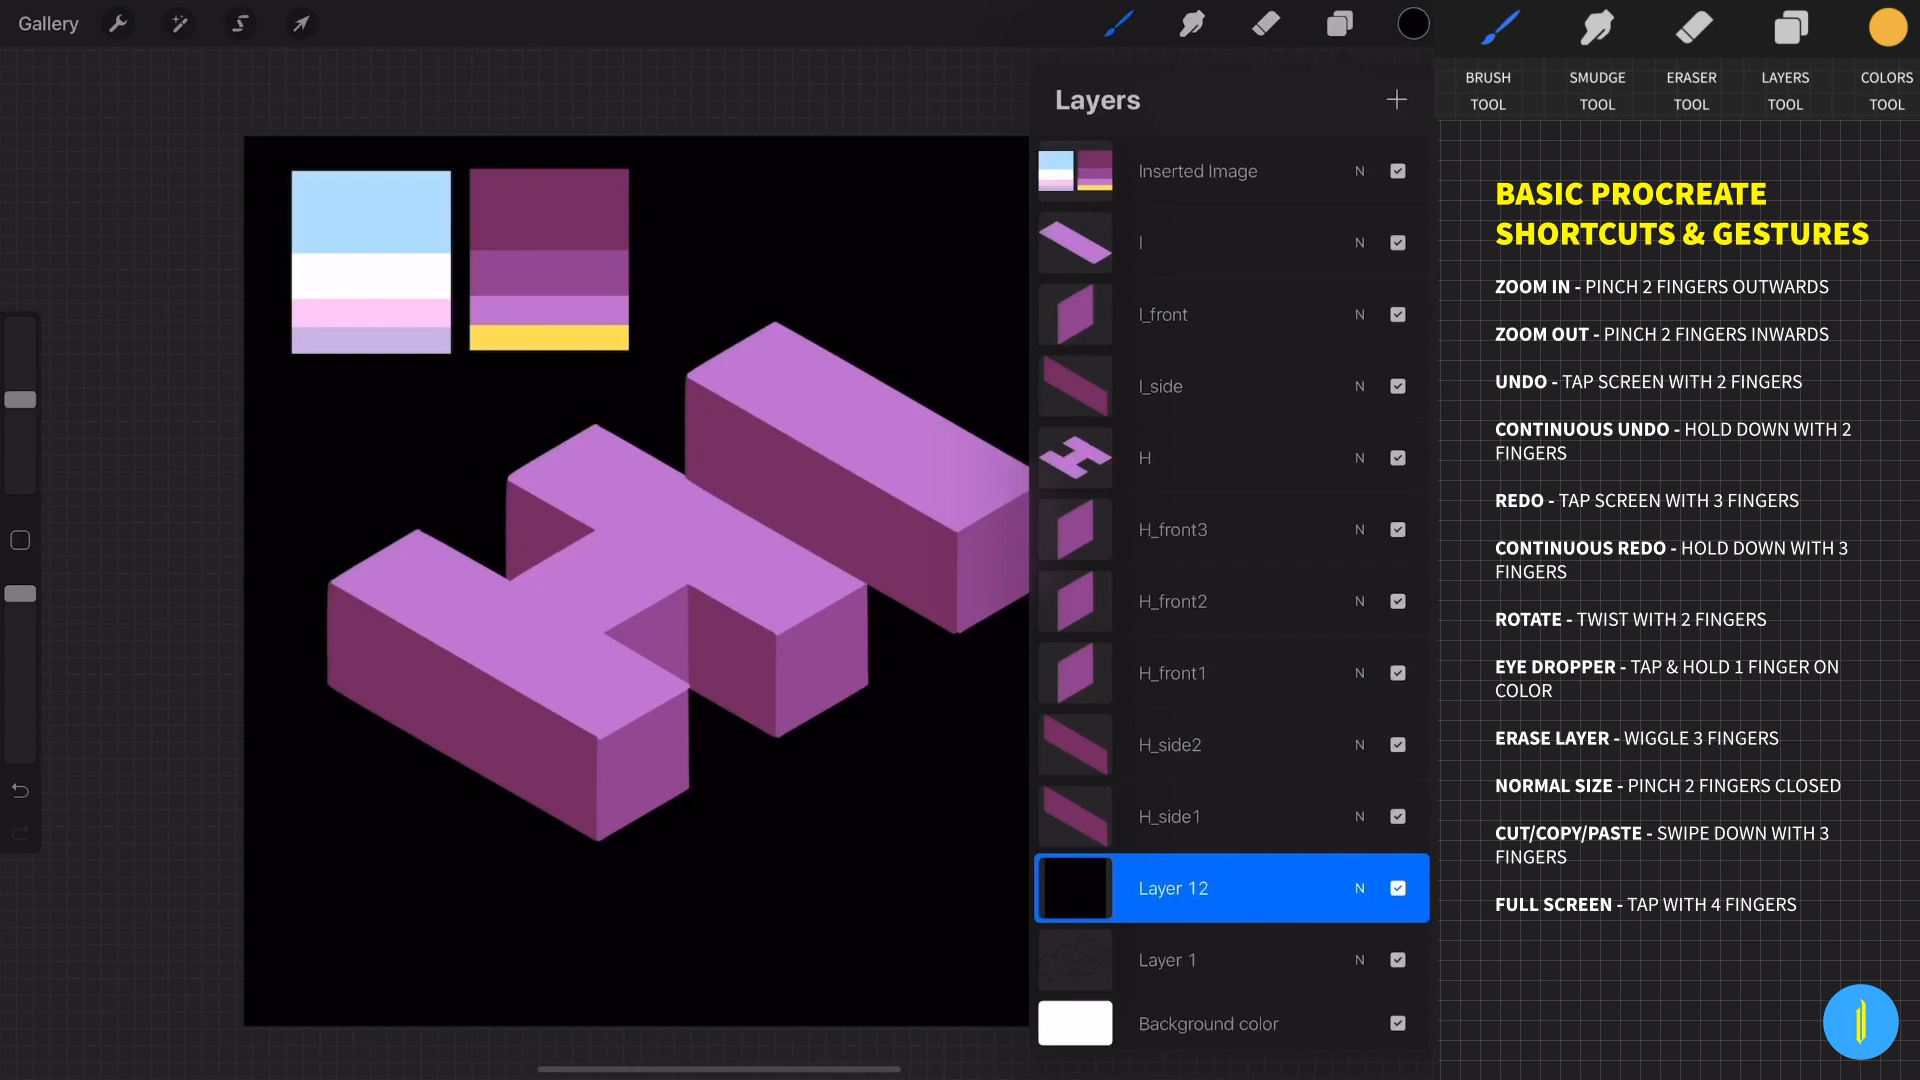 Gallery
BRUSH TOOL
SMUDGE TOOL
ERASER TOOL
LAYERS TOOL
COLORS TOOL
Layers
Inserted Image N
I N
I_front N
I_side N
H N
H_front3 N
H_front2 N
H_front1 N
H_side2 N
H_side1 N
Layer 12 N
Layer 1 N
Background color
BASIC PROCREATE
SHORTCUTS & GESTURES
ZOOM IN - PINCH 2 FINGERS OUTWARDS
ZOOM OUT - PINCH 2 FINGERS INWARDS
UNDO - TAP SCREEN WITH 2 FINGERS
CONTINUOUS UNDO - HOLD DOWN WITH 2
FINGERS
REDO - TAP SCREEN WITH 3 FINGERS
CONTINUOUS REDO - HOLD DOWN WITH 3
FINGERS
ROTATE - TWIST WITH 2 FINGERS
EYE DROPPER - TAP & HOLD 1 FINGER ON
COLOR
ERASE LAYER - WIGGLE 3 FINGERS
NORMAL SIZE - PINCH 2 FINGERS CLOSED
CUT/COPY/PASTE - SWIPE DOWN WITH 3
FINGERS
FULL SCREEN - TAP WITH 4 FINGERS